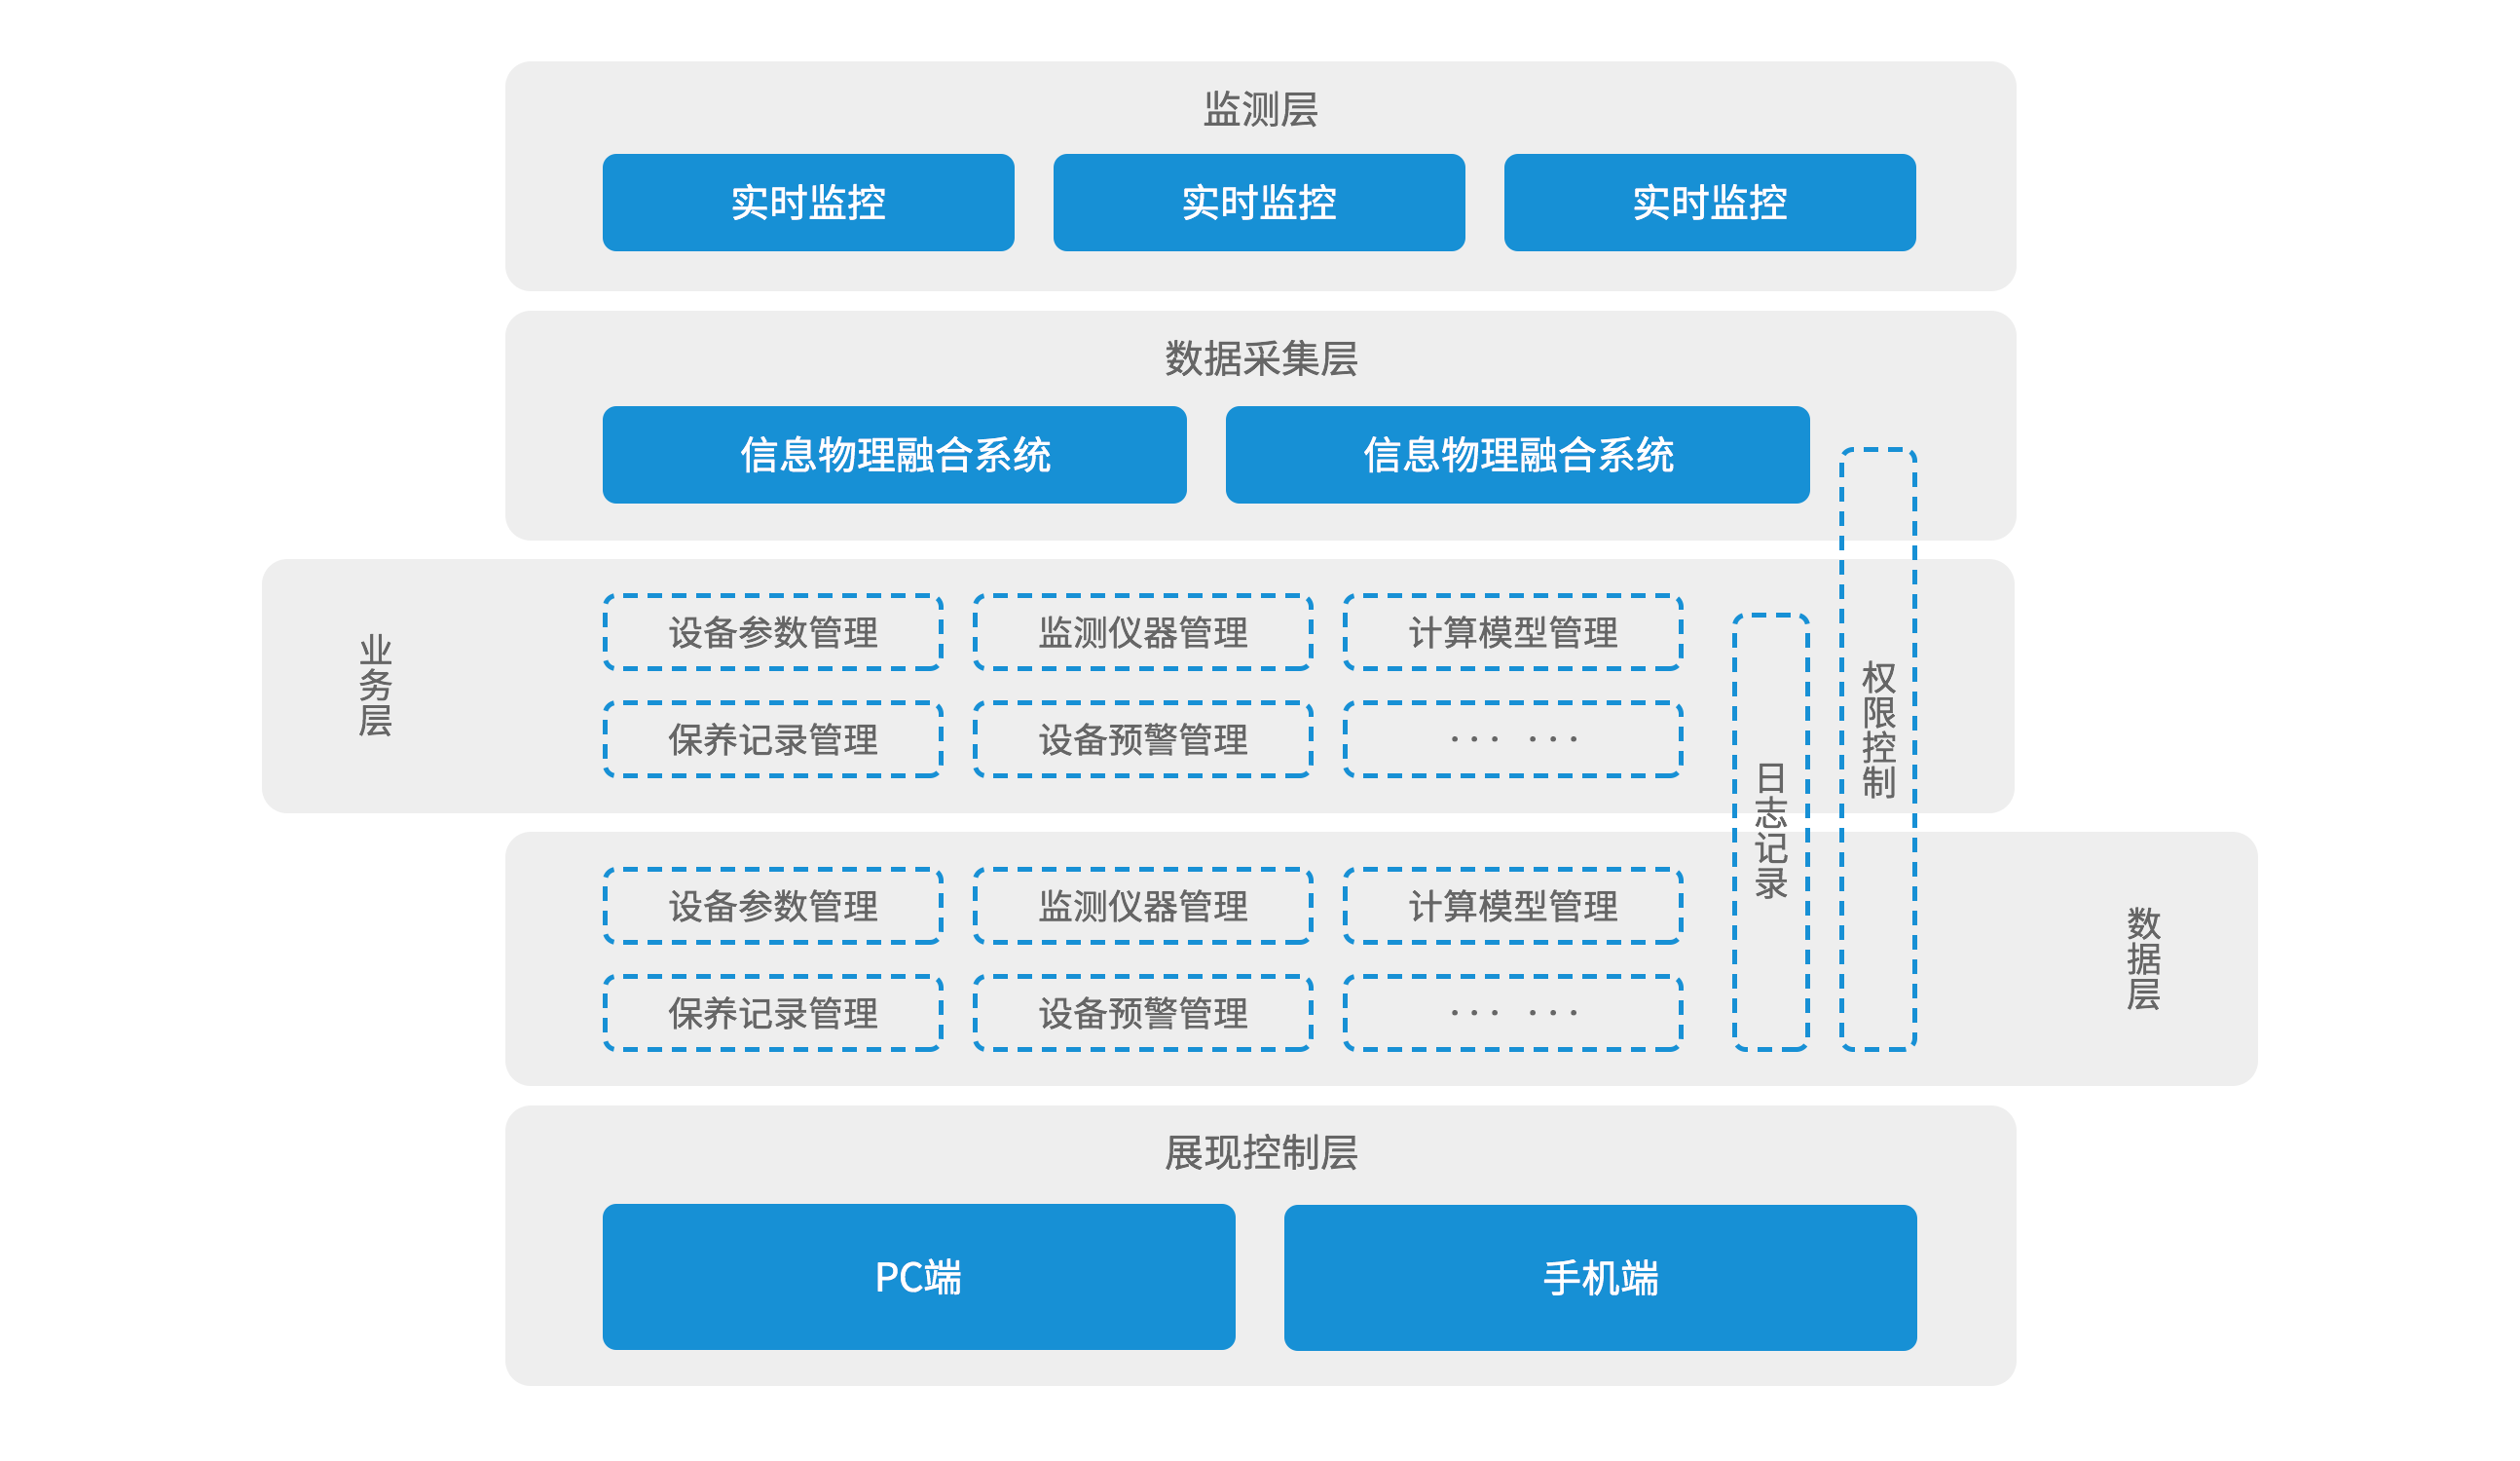 监测层
实时监控
实时监控
实时监控
数据采集层
信息物理融合系统
信息物理融合系统
业务层
设备参数管理
监测仪器管理
计算模型管理
保养记录管理
设备预警管理
··· ···
日志记录
权限控制
设备参数管理
监测仪器管理
计算模型管理
保养记录管理
设备预警管理
··· ···
数据层
展现控制层
PC端
手机端